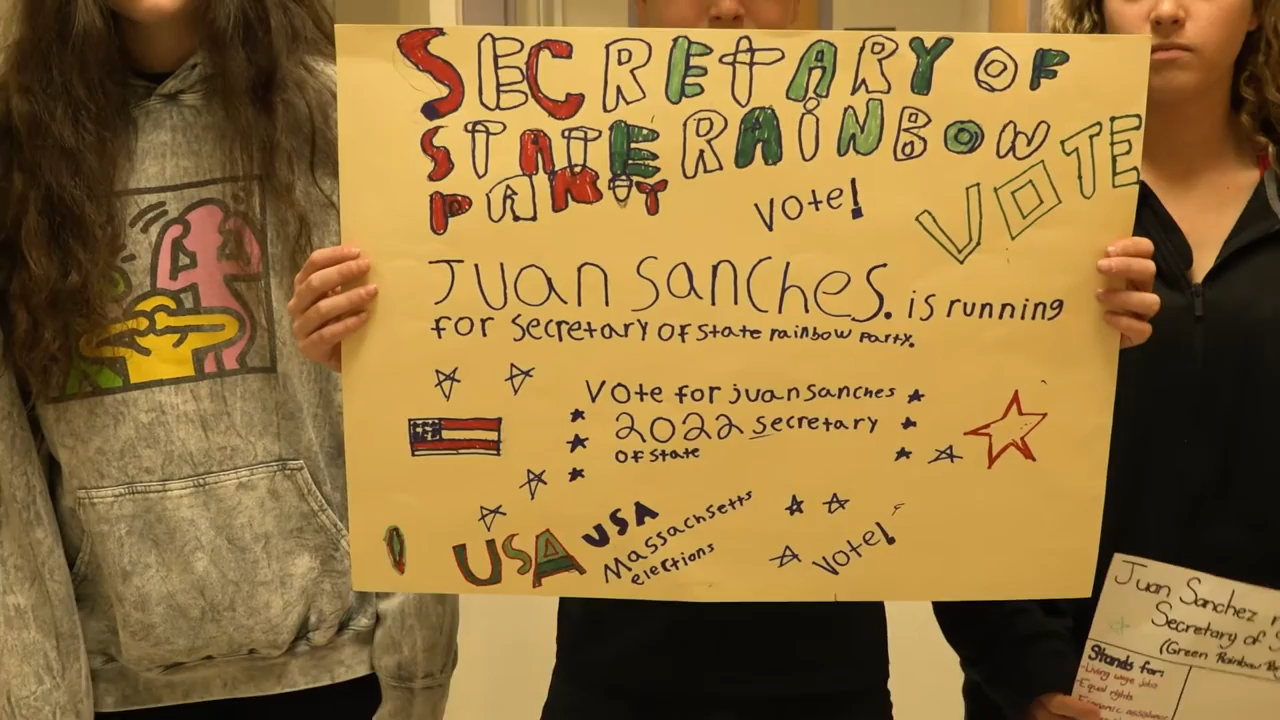 SECRETARY OF
STATE RAINBOW
PARTY
Vote!
VOTE
Juan Sanches. is running
for secretary of state rainbow party.
Vote for juan sanches
2022 secretary
of state
USA
USA
Massachsetts
elections
Vote!
Juan Sanchez
Secretary of
(Green Rainbow
Stands for:
-Living wage Jobs
-Equal rights